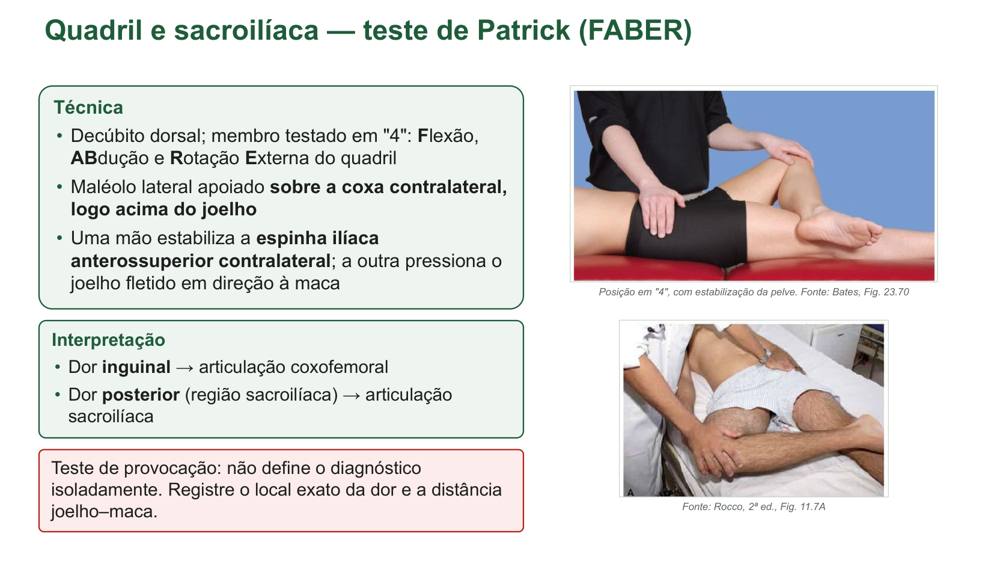 Quadril e sacroilíaca — teste de Patrick (FABER)
Técnica
• Decúbito dorsal; membro testado em "4": Flexão,
ABdução e Rotação Externa do quadril
• Maléolo lateral apoiado sobre a coxa contralateral,
logo acima do joelho
• Uma mão estabiliza a espinha ilíaca
anterossuperior contralateral; a outra pressiona o
joelho fletido em direção à maca
Interpretação
• Dor inguinal → articulação coxofemoral
• Dor posterior (região sacroilíaca) → articulação
sacroilíaca
Teste de provocação: não define o diagnóstico
isoladamente. Registre o local exato da dor e a distância
joelho–maca.
Posição em "4", com estabilização da pelve. Fonte: Bates, Fig. 23.70
A
Fonte: Rocco, 2ª ed., Fig. 11.7A